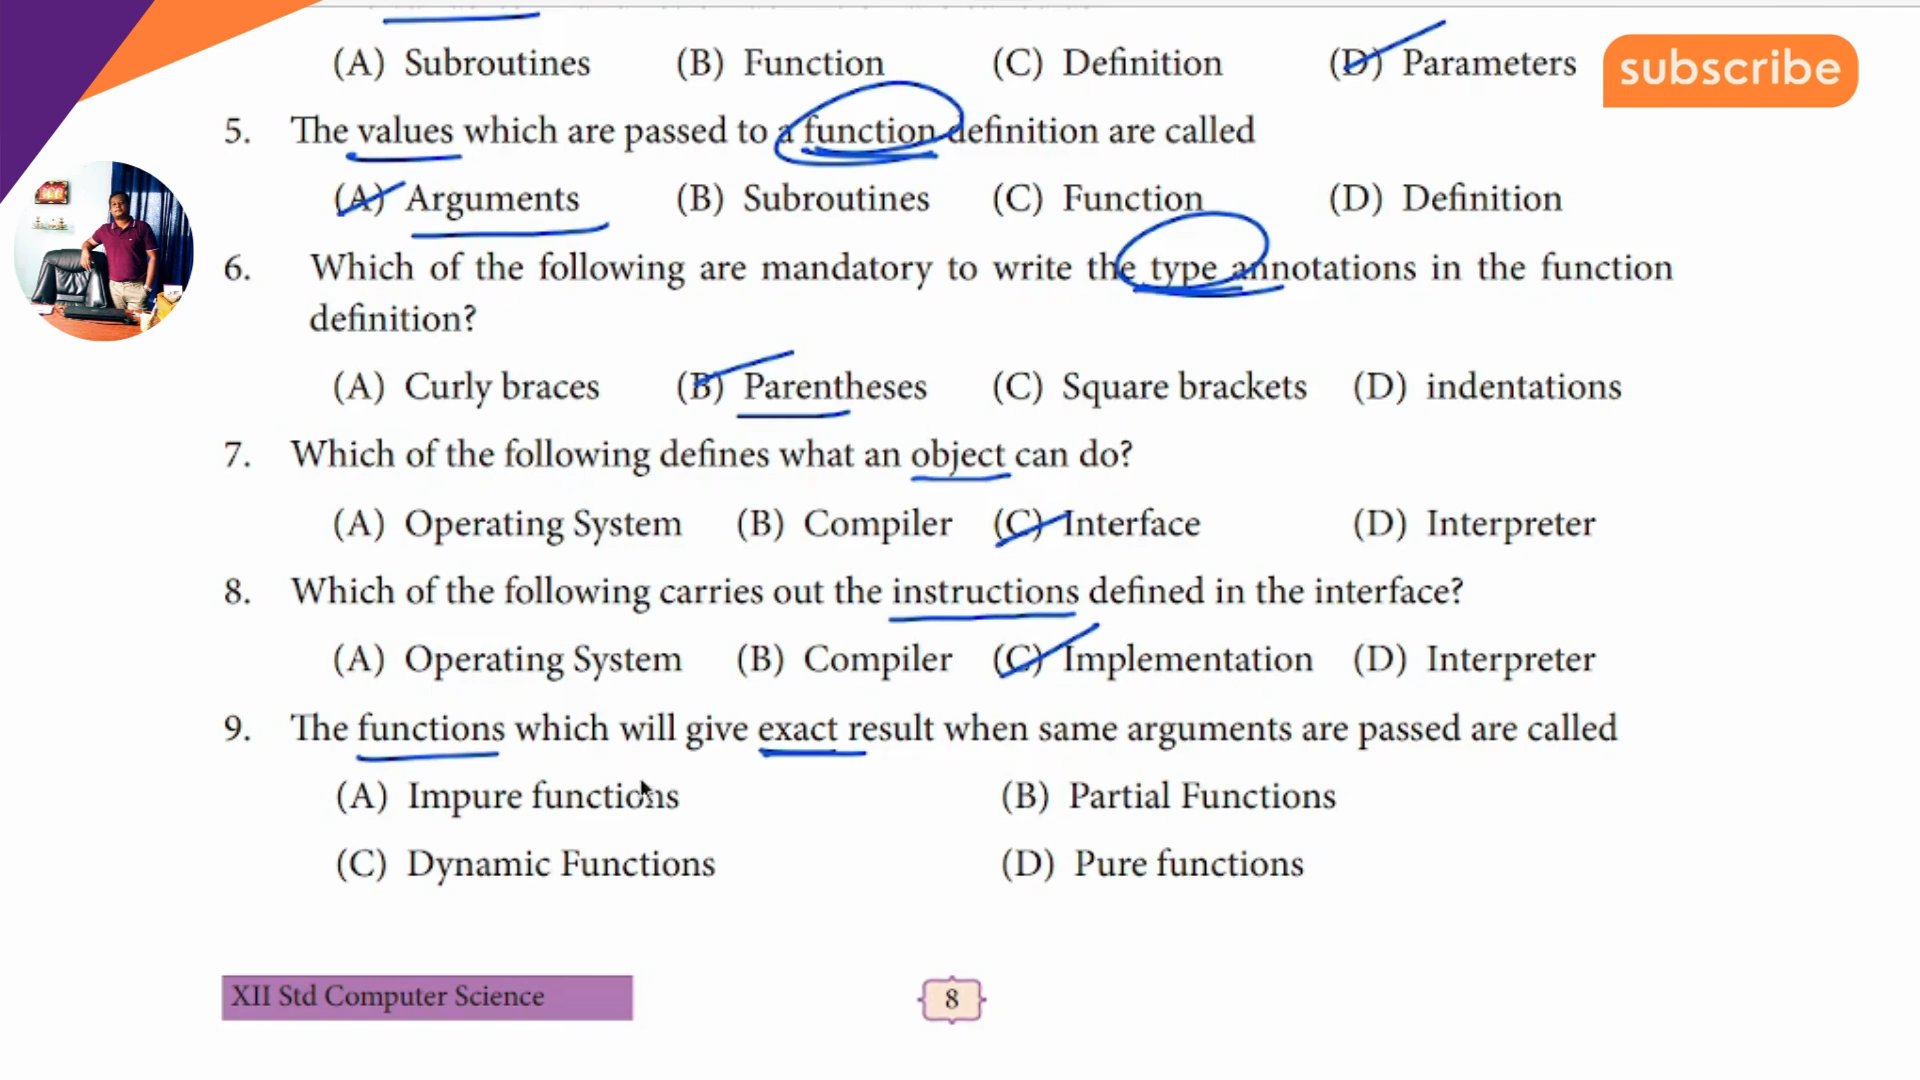 (A) Subroutines (B) Function (C) Definition (D) Parameters
subscribe
5. The values which are passed to a function definition are called
(A) Arguments (B) Subroutines (C) Function (D) Definition
6. Which of the following are mandatory to write the type annotations in the function
definition?
(A) Curly braces (B) Parentheses (C) Square brackets (D) indentations
7. Which of the following defines what an object can do?
(A) Operating System (B) Compiler (C) Interface (D) Interpreter
8. Which of the following carries out the instructions defined in the interface?
(A) Operating System (B) Compiler (C) Implementation (D) Interpreter
9. The functions which will give exact result when same arguments are passed are called
(A) Impure functions (B) Partial Functions
(C) Dynamic Functions (D) Pure functions
XII Std Computer Science 8